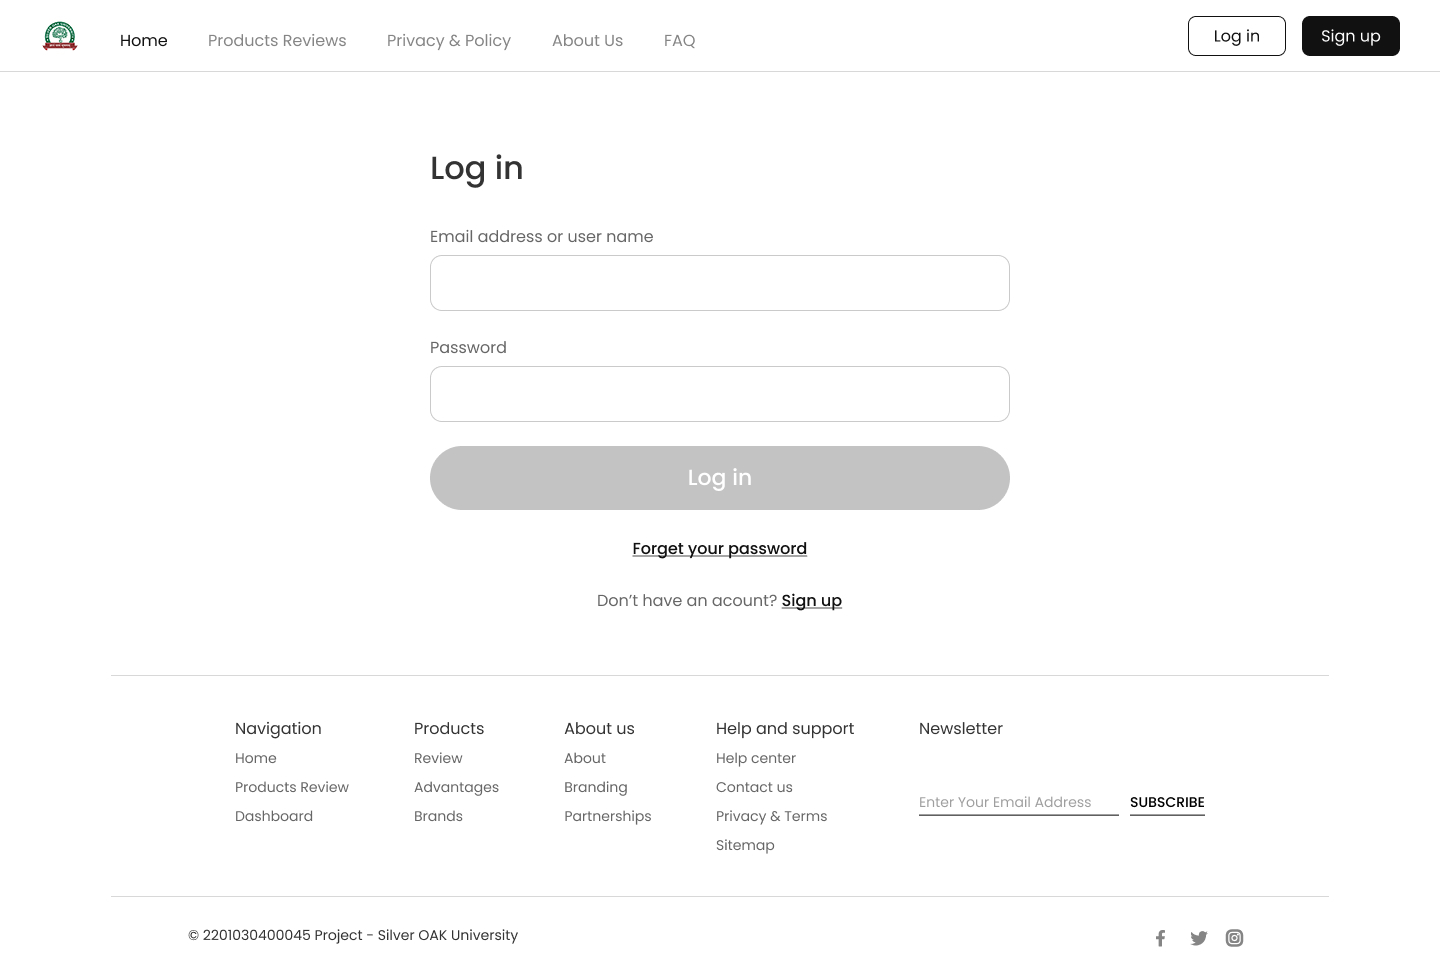 Home Products Reviews Privacy & Policy About Us FAQ Log in Sign up
Log in
Email address or user name
Password
Log in
Forget your password
Don’t have an acount? Sign up
Navigation
Home
Products Review
Dashboard
Products
Review
Advantages
Brands
About us
About
Branding
Partnerships
Help and support
Help center
Contact us
Privacy & Terms
Sitemap
Newsletter
Enter Your Email Address SUBSCRIBE
© 2201030400045 Project - Silver OAK University